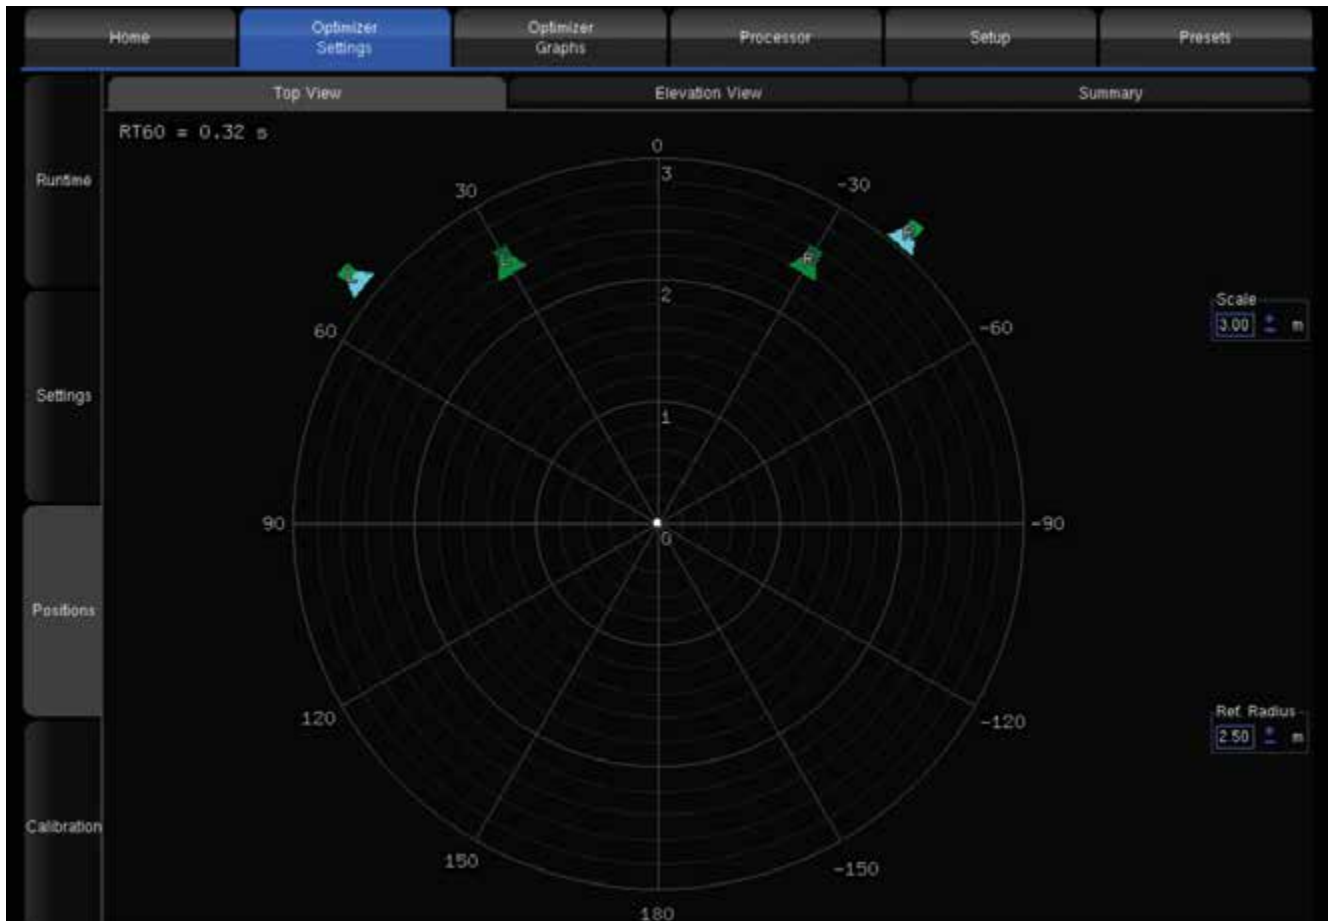 Home
Optimizer
Settings
Optimizer
Graphs
Processor
Setup
Presets
Top View
Elevation View
Summary
RT60 = 0.32 s
Runtime
Settings
Positions
Calibration
0
3
30
-30
L
R
L
R
2
60
-60
1
90
0
-90
120
-120
150
-150
180
Scale
3.00 m
Ref. Radius
2.50 m